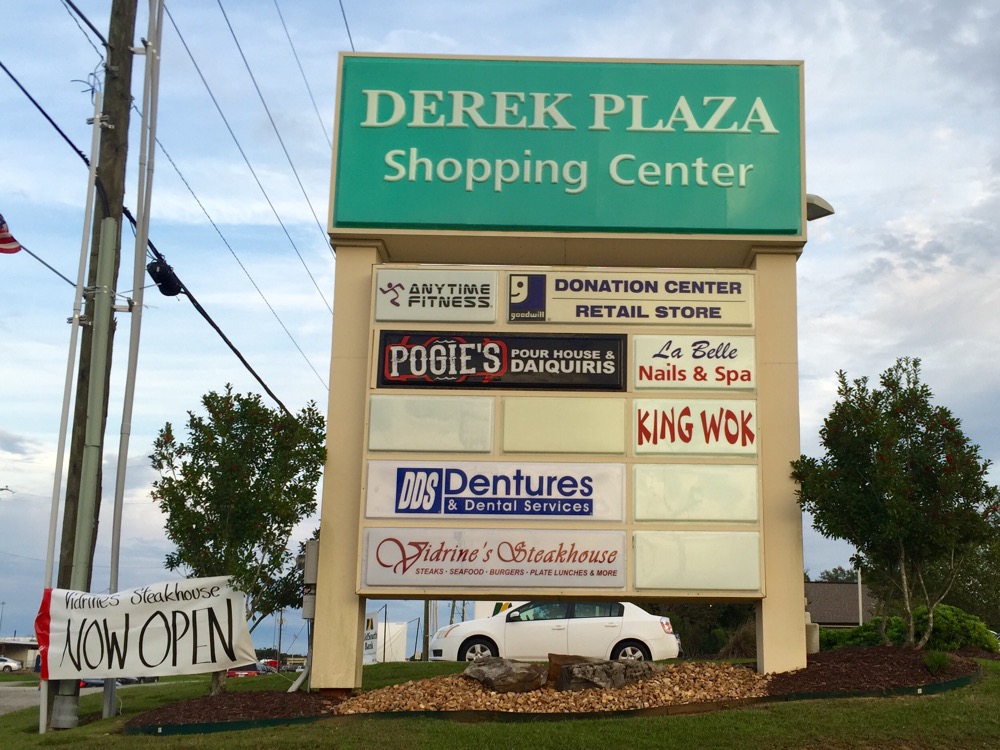 DEREK PLAZA
Shopping Center
ANYTIME
FITNESS
goodwill
DONATION CENTER
RETAIL STORE
POGIE'S
POUR HOUSE &
DAIQUIRIS
La Belle
Nails & Spa
KING WOK
DDS
Dentures
& Dental Services
Vidrine's Steakhouse
STEAKS · SEAFOOD · BURGERS · PLATE LUNCHES & MORE
Vidrine's Steakhouse
NOW OPEN
Bank